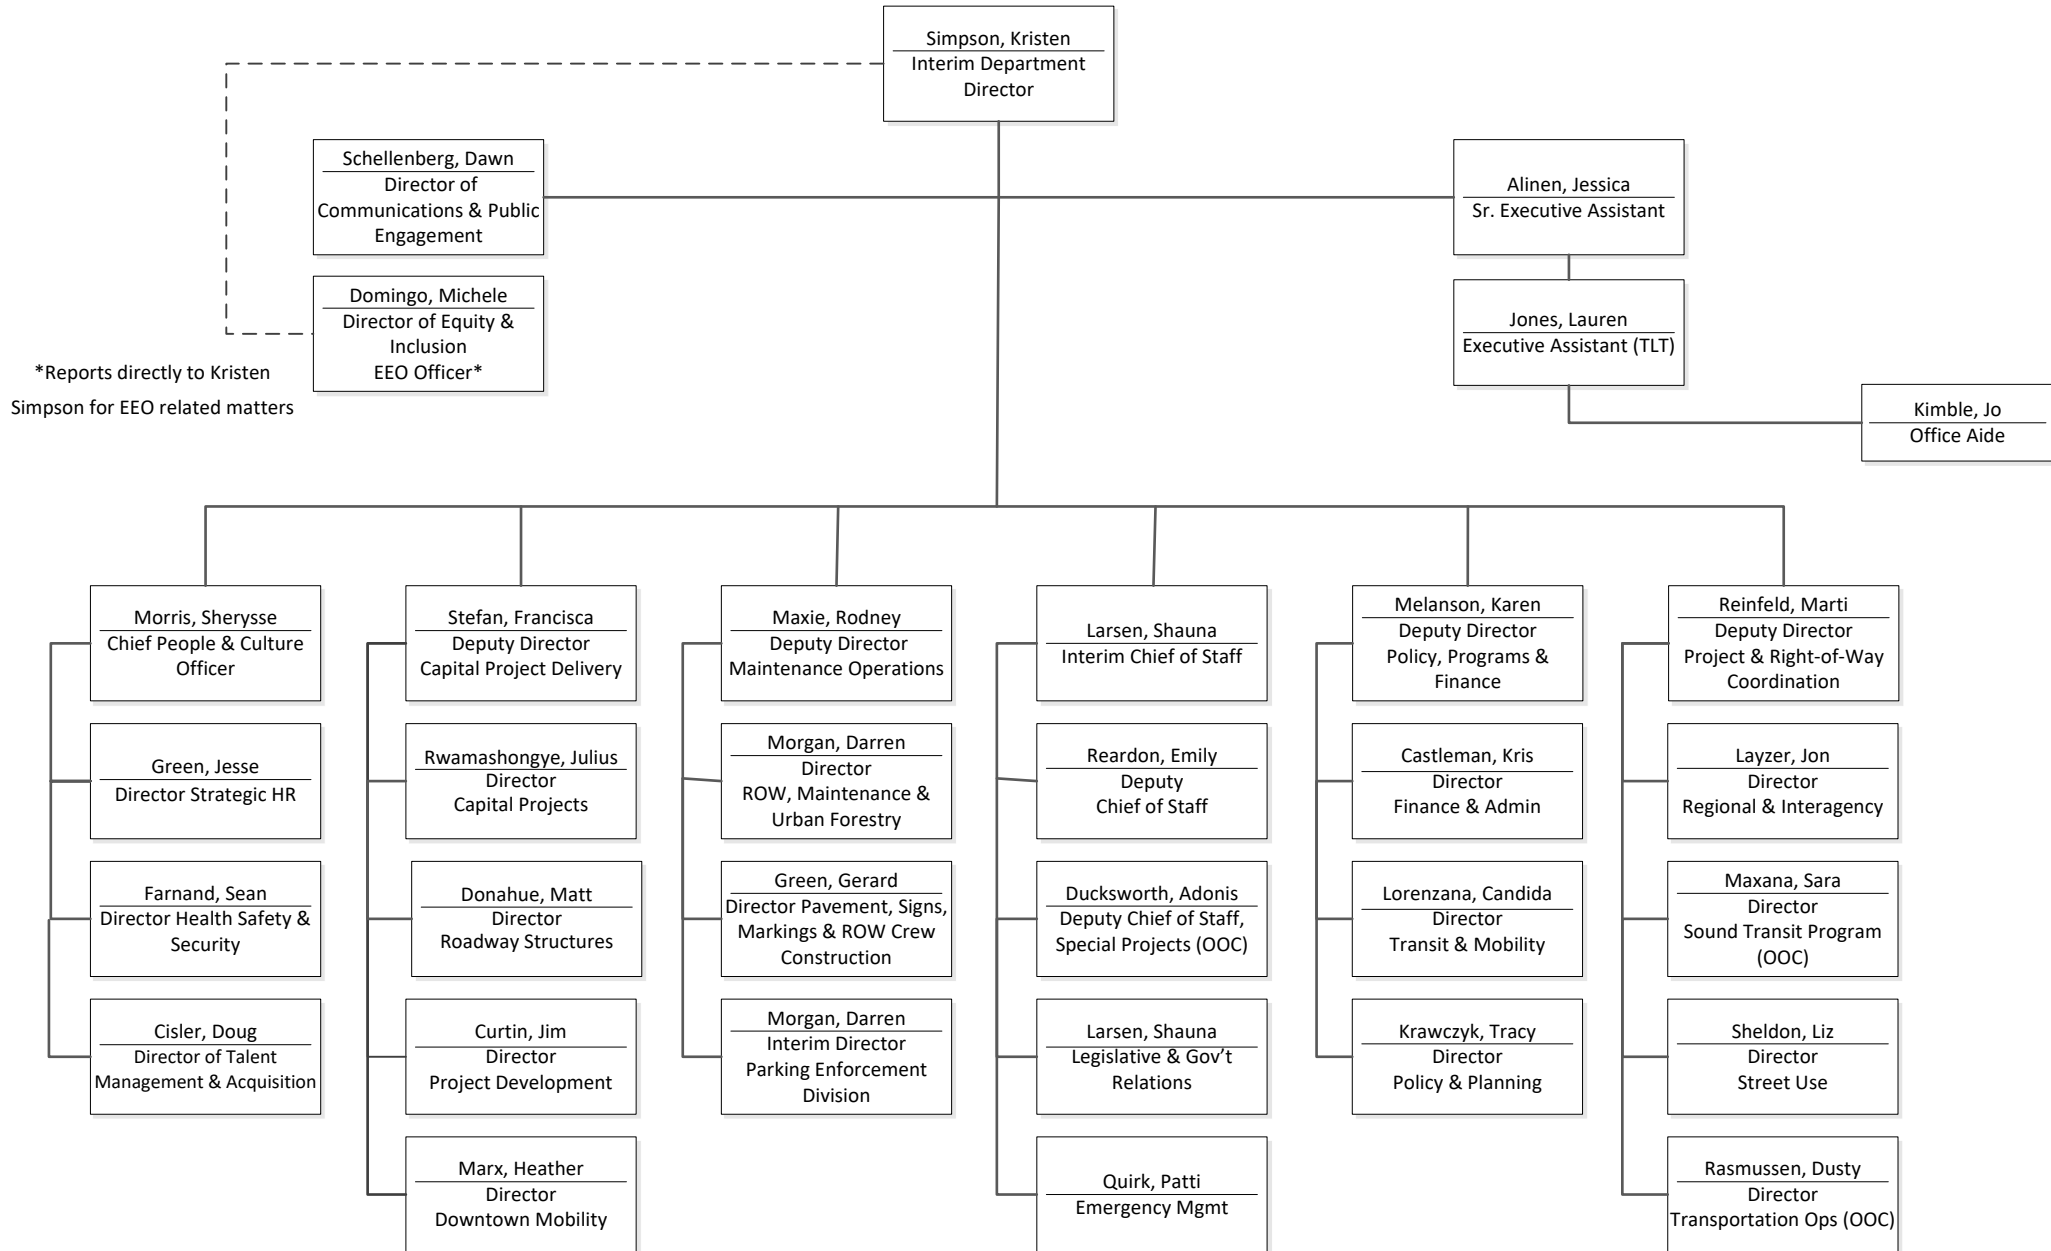 Simpson, Kristen
Interim Department
Director
Schellenberg, Dawn
Director of
Communications & Public
Engagement
Alinen, Jessica
Sr. Executive Assistant
Domingo, Michele
Director of Equity &
Inclusion
EEO Officer*
*Reports directly to Kristen
Simpson for EEO related matters
Jones, Lauren
Executive Assistant (TLT)
Kimble, Jo
Office Aide
Morris, Sherysse
Chief People & Culture
Officer
Green, Jesse
Director Strategic HR
Farnand, Sean
Director Health Safety &
Security
Cisler, Doug
Director of Talent
Management & Acquisition
Stefan, Francisca
Deputy Director
Capital Project Delivery
Rwamashongye, Julius
Director
Capital Projects
Donahue, Matt
Director
Roadway Structures
Curtin, Jim
Director
Project Development
Marx, Heather
Director
Downtown Mobility
Maxie, Rodney
Deputy Director
Maintenance Operations
Morgan, Darren
Director
ROW, Maintenance &
Urban Forestry
Green, Gerard
Director Pavement, Signs,
Markings & ROW Crew
Construction
Morgan, Darren
Interim Director
Parking Enforcement
Division
Larsen, Shauna
Interim Chief of Staff
Reardon, Emily
Deputy
Chief of Staff
Ducksworth, Adonis
Deputy Chief of Staff,
Special Projects (OOC)
Larsen, Shauna
Legislative & Gov’t
Relations
Quirk, Patti
Emergency Mgmt
Melanson, Karen
Deputy Director
Policy, Programs &
Finance
Castleman, Kris
Director
Finance & Admin
Lorenzana, Candida
Director
Transit & Mobility
Krawczyk, Tracy
Director
Policy & Planning
Reinfeld, Marti
Deputy Director
Project & Right-of-Way
Coordination
Layzer, Jon
Director
Regional & Interagency
Maxana, Sara
Director
Sound Transit Program
(OOC)
Sheldon, Liz
Director
Street Use
Rasmussen, Dusty
Director
Transportation Ops (OOC)